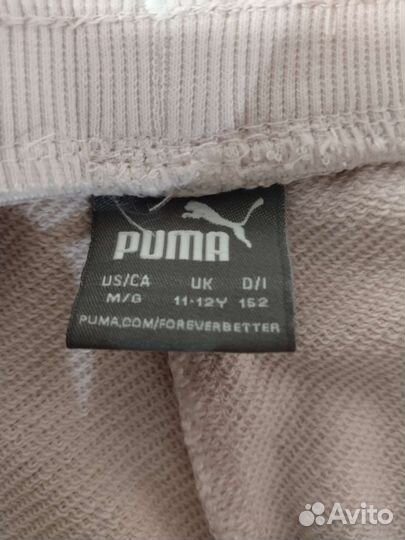 PUMA
US/CA UK D/I
M/G 11-12Y 152
PUMA.COM/FOREVERBETTER
Avito